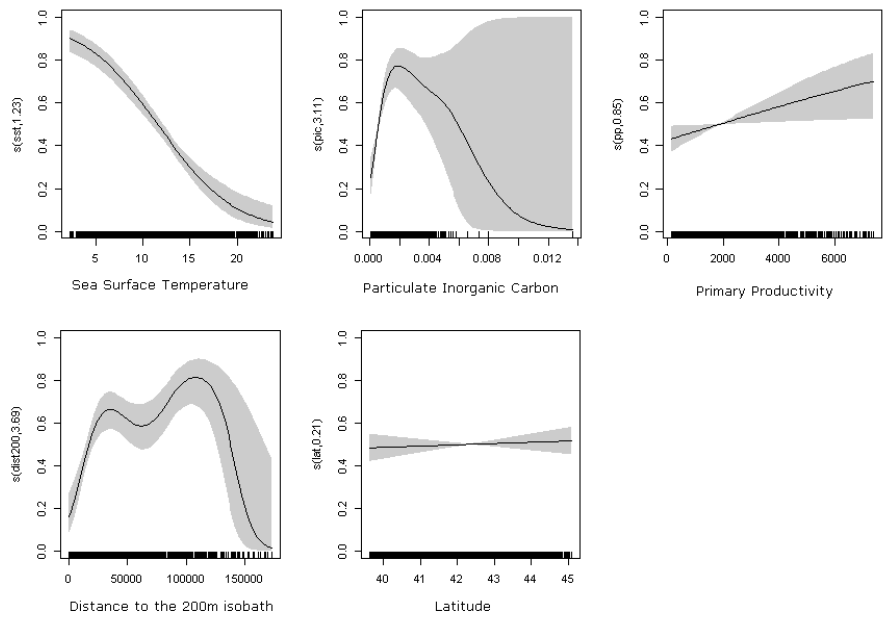 s(sst,1.23)
0.0 0.2 0.4 0.6 0.8 1.0
5 10 15 20
Sea Surface Temperature
s(pic,3.11)
0.0 0.2 0.4 0.6 0.8 1.0
0.000 0.004 0.008 0.012
Particulate Inorganic Carbon
s(pp,0.85)
0.0 0.2 0.4 0.6 0.8 1.0
0 2000 4000 6000
Primary Productivity
s(dist200,3.69)
0.0 0.2 0.4 0.6 0.8 1.0
0 50000 100000 150000
Distance to the 200m isobath
s(lat,0.21)
0.0 0.2 0.4 0.6 0.8 1.0
40 41 42 43 44 45
Latitude